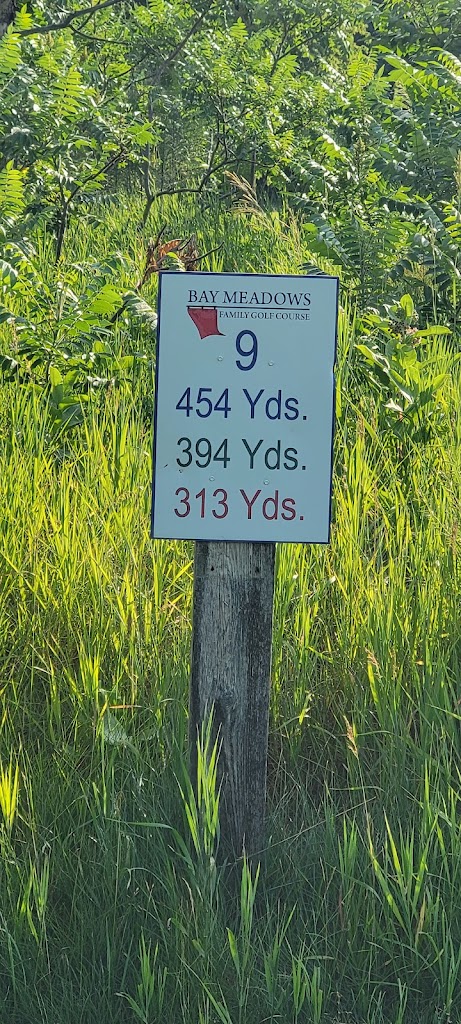 BAY MEADOWS
FAMILY GOLF COURSE
9
454 Yds.
394 Yds.
313 Yds.